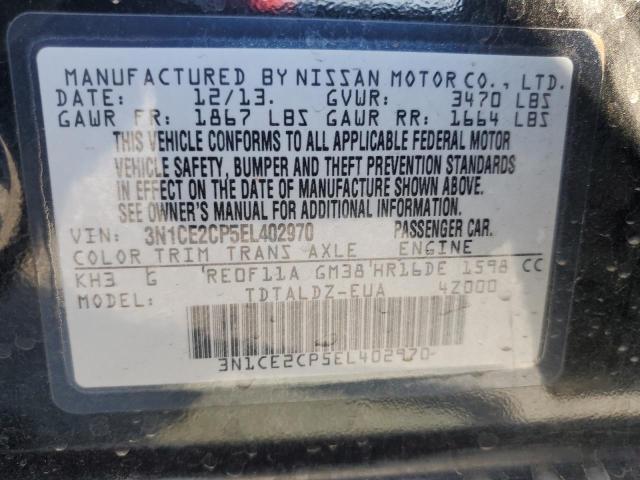 MANUFACTURED BY NISSAN MOTOR CO., LTD.
DATE: 12/13. GVWR: 3470 LBS
GAWR FR: 1867 LBS GAWR RR: 1664 LBS
THIS VEHICLE CONFORMS TO ALL APPLICABLE FEDERAL MOTOR
VEHICLE SAFETY, BUMPER AND THEFT PREVENTION STANDARDS
IN EFFECT ON THE DATE OF MANUFACTURE SHOWN ABOVE.
SEE OWNER'S MANUAL FOR ADDITIONAL INFORMATION.
VIN: 3N1CE2CP5EL402970 PASSENGER CAR.
COLOR TRIM TRANS AXLE ENGINE
KH3 G RE0F11A GM38 HR16DE 1598 CC
MODEL: TDTALDZ-EUA 4Z000
3N1CE2CP5EL402970